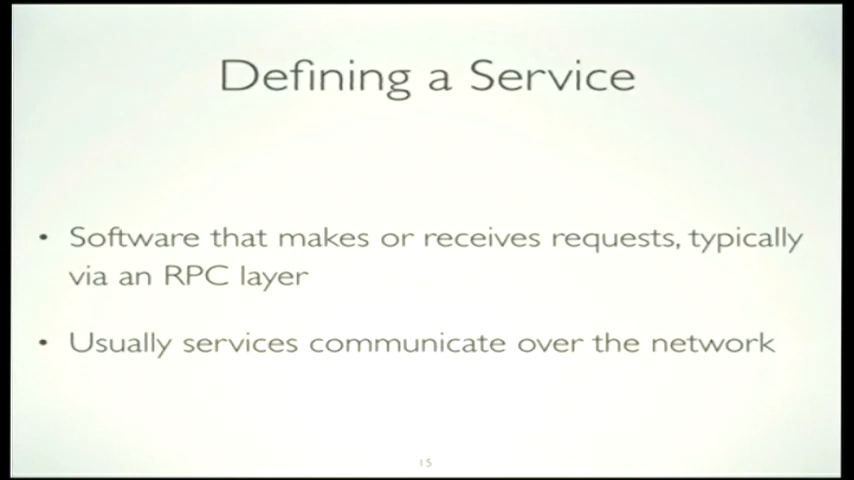 Defining a Service
• Software that makes or receives requests, typically
via an RPC layer
• Usually services communicate over the network
15